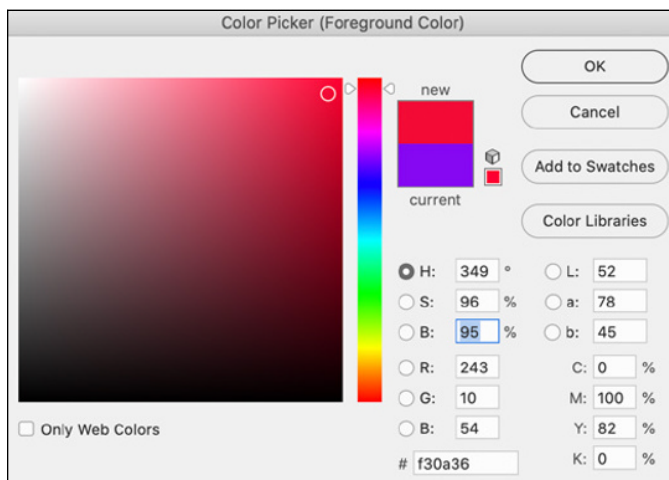 Color Picker (Foreground Color)
new
current
OK
Cancel
Add to Swatches
Color Libraries
H: 349 °
S: 96 %
B: 95 %
R: 243
G: 10
B: 54
# f30a36
L: 52
a: 78
b: 45
C: 0 %
M: 100 %
Y: 82 %
K: 0 %
Only Web Colors